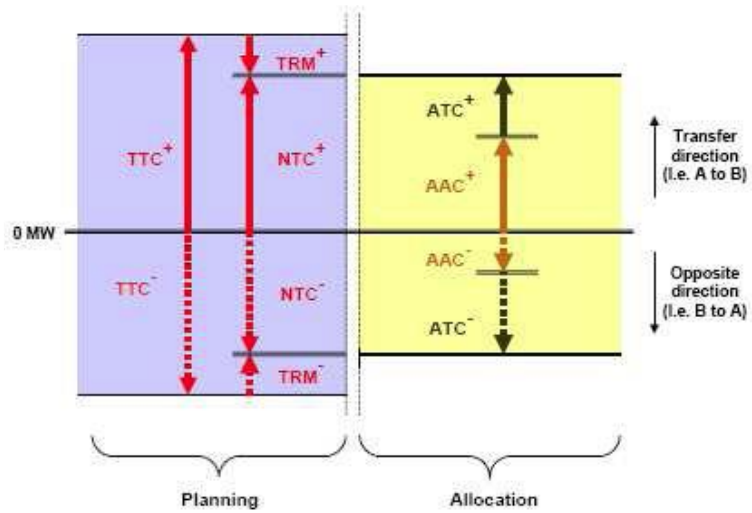 TRM+
ATC+
TTC+
NTC+
AAC+
Transfer
direction
(I.e. A to B)
0 MW
AAC-
TTC-
NTC-
ATC-
Opposite
direction
(I.e. B to A)
TRM-
Planning
Allocation